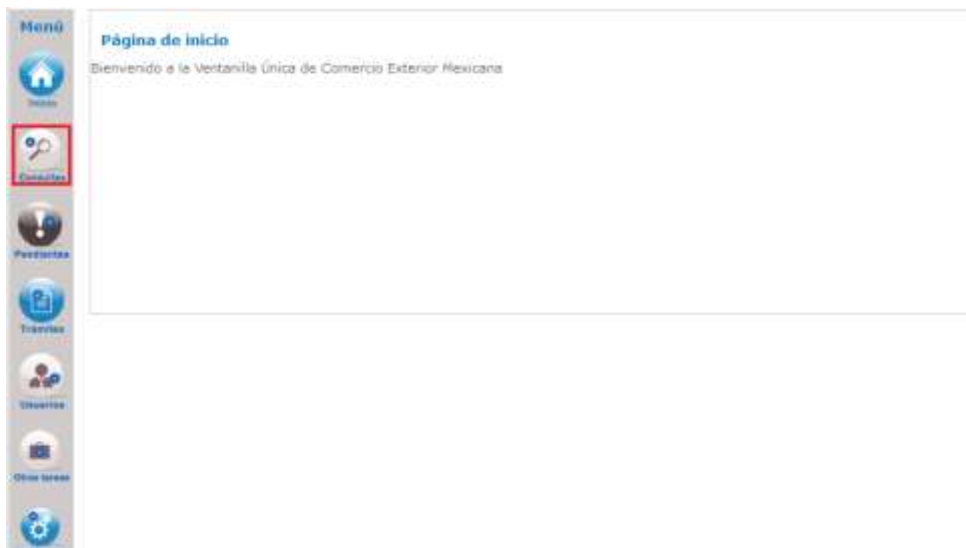 Menú
Página de inicio
Bienvenido a la Ventanilla Única de Comercio Exterior Mexicana
Inicio
Consultas
Pendientes
Trámites
Usuarios
Otras tareas